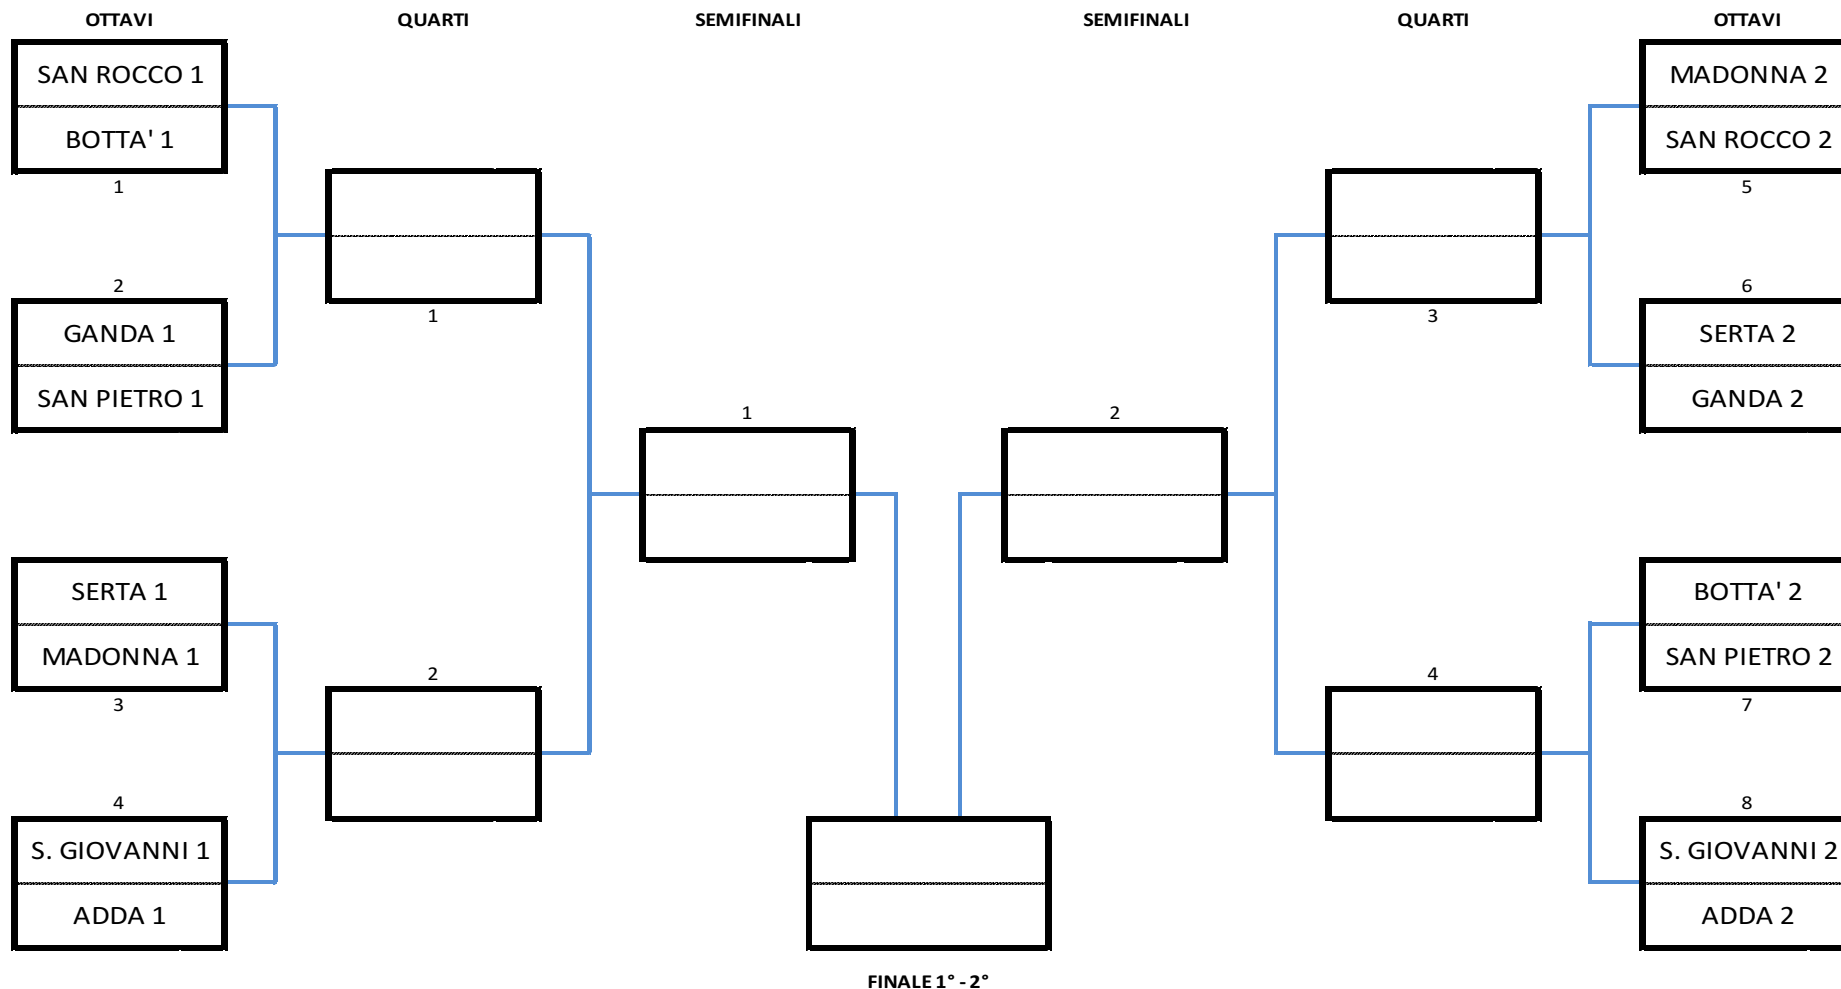 OTTAVI
QUARTI
SEMIFINALI
SEMIFINALI
QUARTI
OTTAVI
SAN ROCCO 1
BOTTA' 1
1
MADONNA 2
SAN ROCCO 2
5
2
GANDA 1
SAN PIETRO 1
1
3
6
SERTA 2
GANDA 2
1
2
SERTA 1
MADONNA 1
3
2
4
BOTTA' 2
SAN PIETRO 2
7
4
S. GIOVANNI 1
ADDA 1
8
S. GIOVANNI 2
ADDA 2
FINALE 1° - 2°